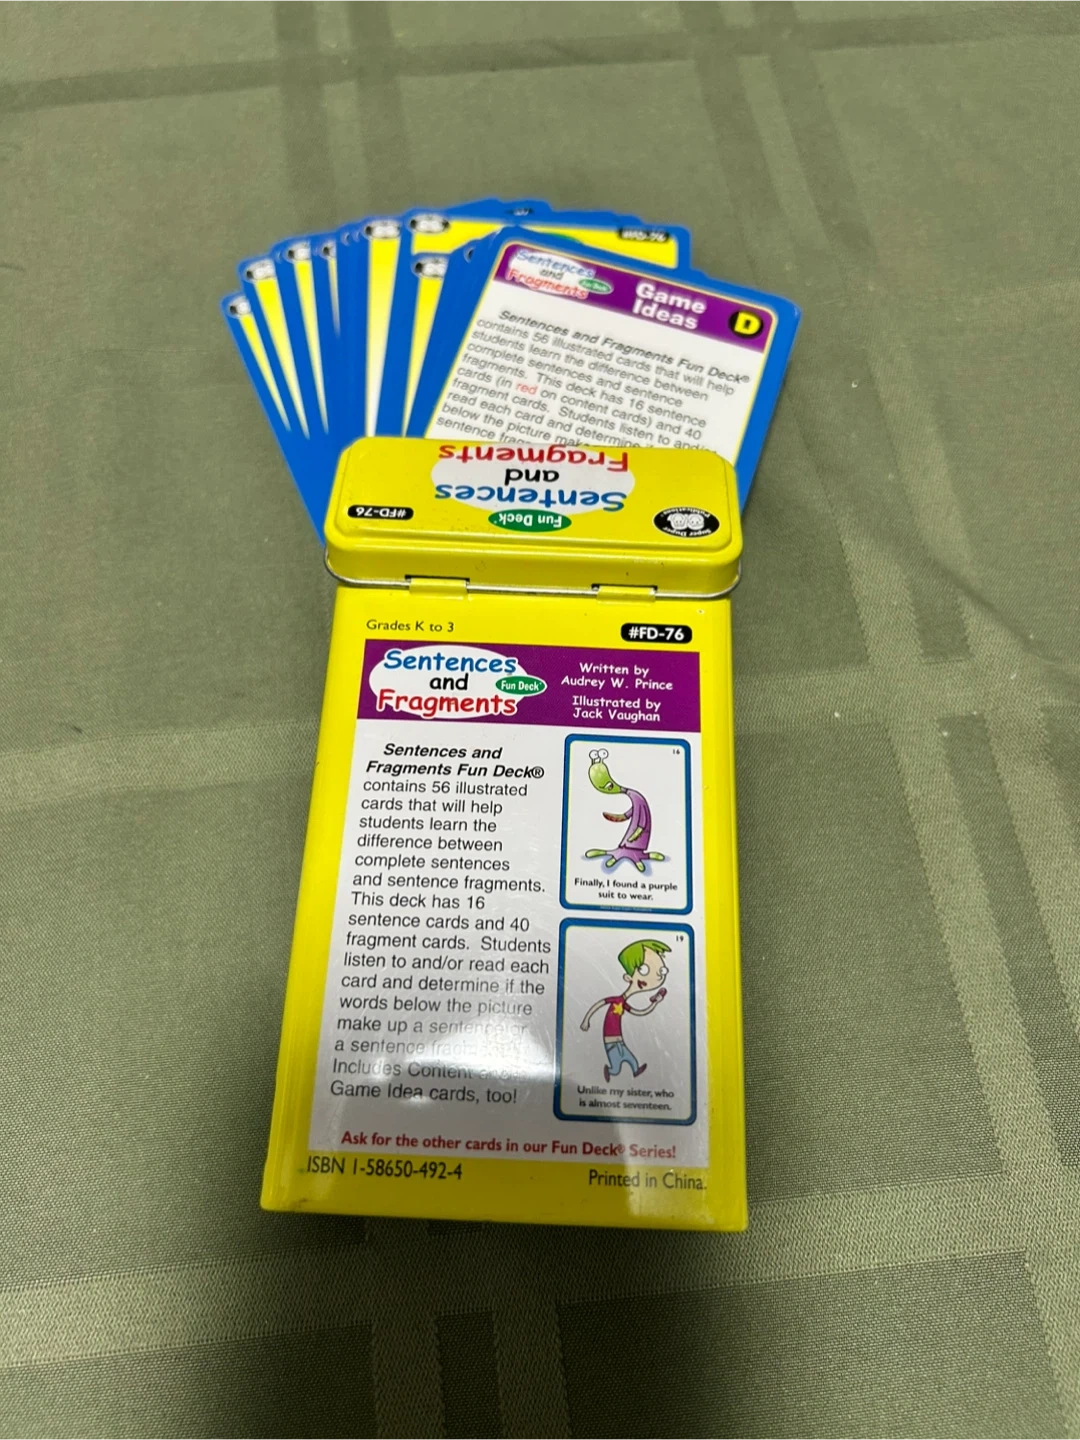 #FD-76
Sentences
and
Fragments
Fun Deck
Game
Ideas
D
Sentences and Fragments Fun Deck®
contains 56 illustrated cards that will help
students learn the difference between
complete sentences and sentence
fragments. This deck has 16 sentence
cards (in red on content cards) and 40
fragment cards. Students listen to and/or
read each card and determine
below the picture make
sentence
Fun Deck
Sentences
and
Fragments
#FD-76
Super Duper
Publications
Grades K to 3
#FD-76
Sentences
and
Fragments
Fun Deck
Written by
Audrey W. Prince
Illustrated by
Jack Vaughan
Sentences and
Fragments Fun Deck®
contains 56 illustrated
cards that will help
students learn the
difference between
complete sentences
and sentence fragments.
This deck has 16
sentence cards and 40
fragment cards. Students
listen to and/or read each
card and determine if the
words below the picture
make up a sentence or
a sentence
Includes Content and
Game Idea cards, too!
16
Finally, I found a purple
suit to wear.
19
Unlike my sister, who
is almost seventeen.
Ask for the other cards in our Fun Deck® Series!
ISBN 1-58650-492-4
Printed in China.